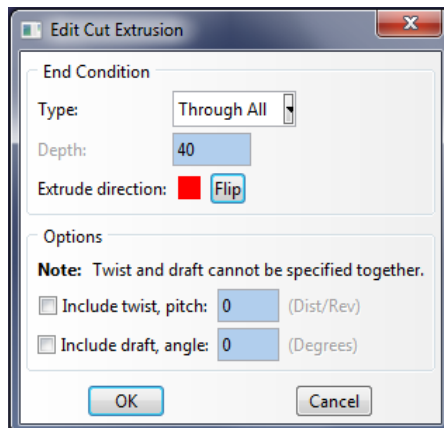 Edit Cut Extrusion
End Condition
Type: Through All
Depth: 40
Extrude direction: Flip
Options
Note: Twist and draft cannot be specified together.
Include twist, pitch: 0 (Dist/Rev)
Include draft, angle: 0 (Degrees)
OK Cancel